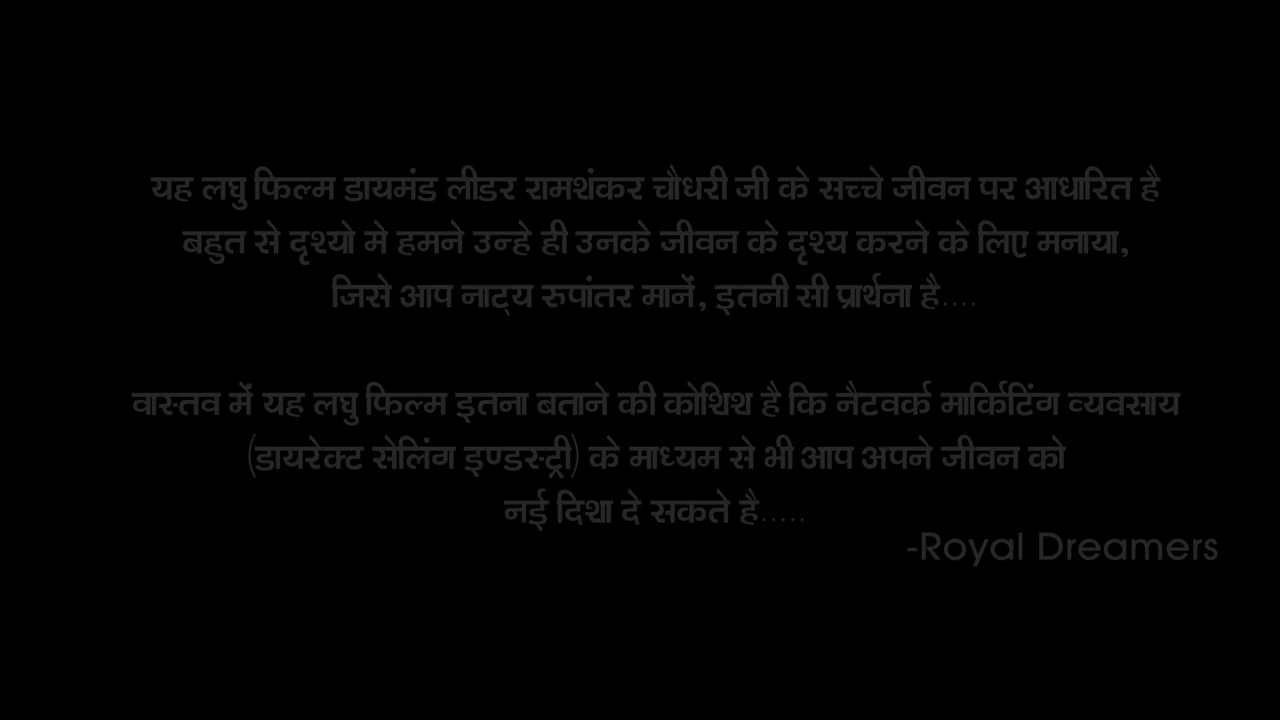 यह लघु फिल्म डायमंड लीडर रामशंकर चौधरी जी के सच्चे जीवन पर आधारित है
बहुत से दृश्यो मे हमने उन्हे ही उनके जीवन के दृश्य करने के लिए मनाया,
जिसे आप नाट्य रुपांतर मानें, इतनी सी प्रार्थना है....
वास्तव में यह लघु फिल्म इतना बताने की कोशिश है कि नैटवर्क मार्किटिंग व्यवसाय
(डायरेक्ट सेलिंग इण्डस्ट्री) के माध्यम से भी आप अपने जीवन को
नई दिशा दे सकते है.....
-Royal Dreamers